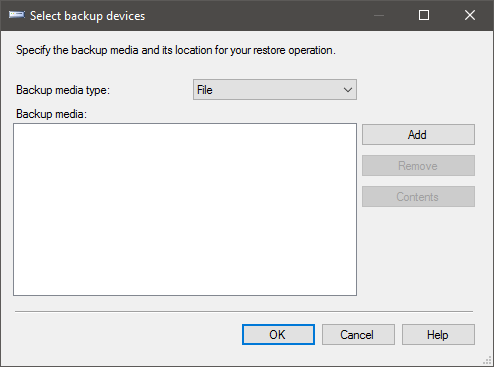 Select backup devices
Specify the backup media and its location for your restore operation.
Backup media type:
File
Backup media:
Add
Remove
Contents
OK
Cancel
Help